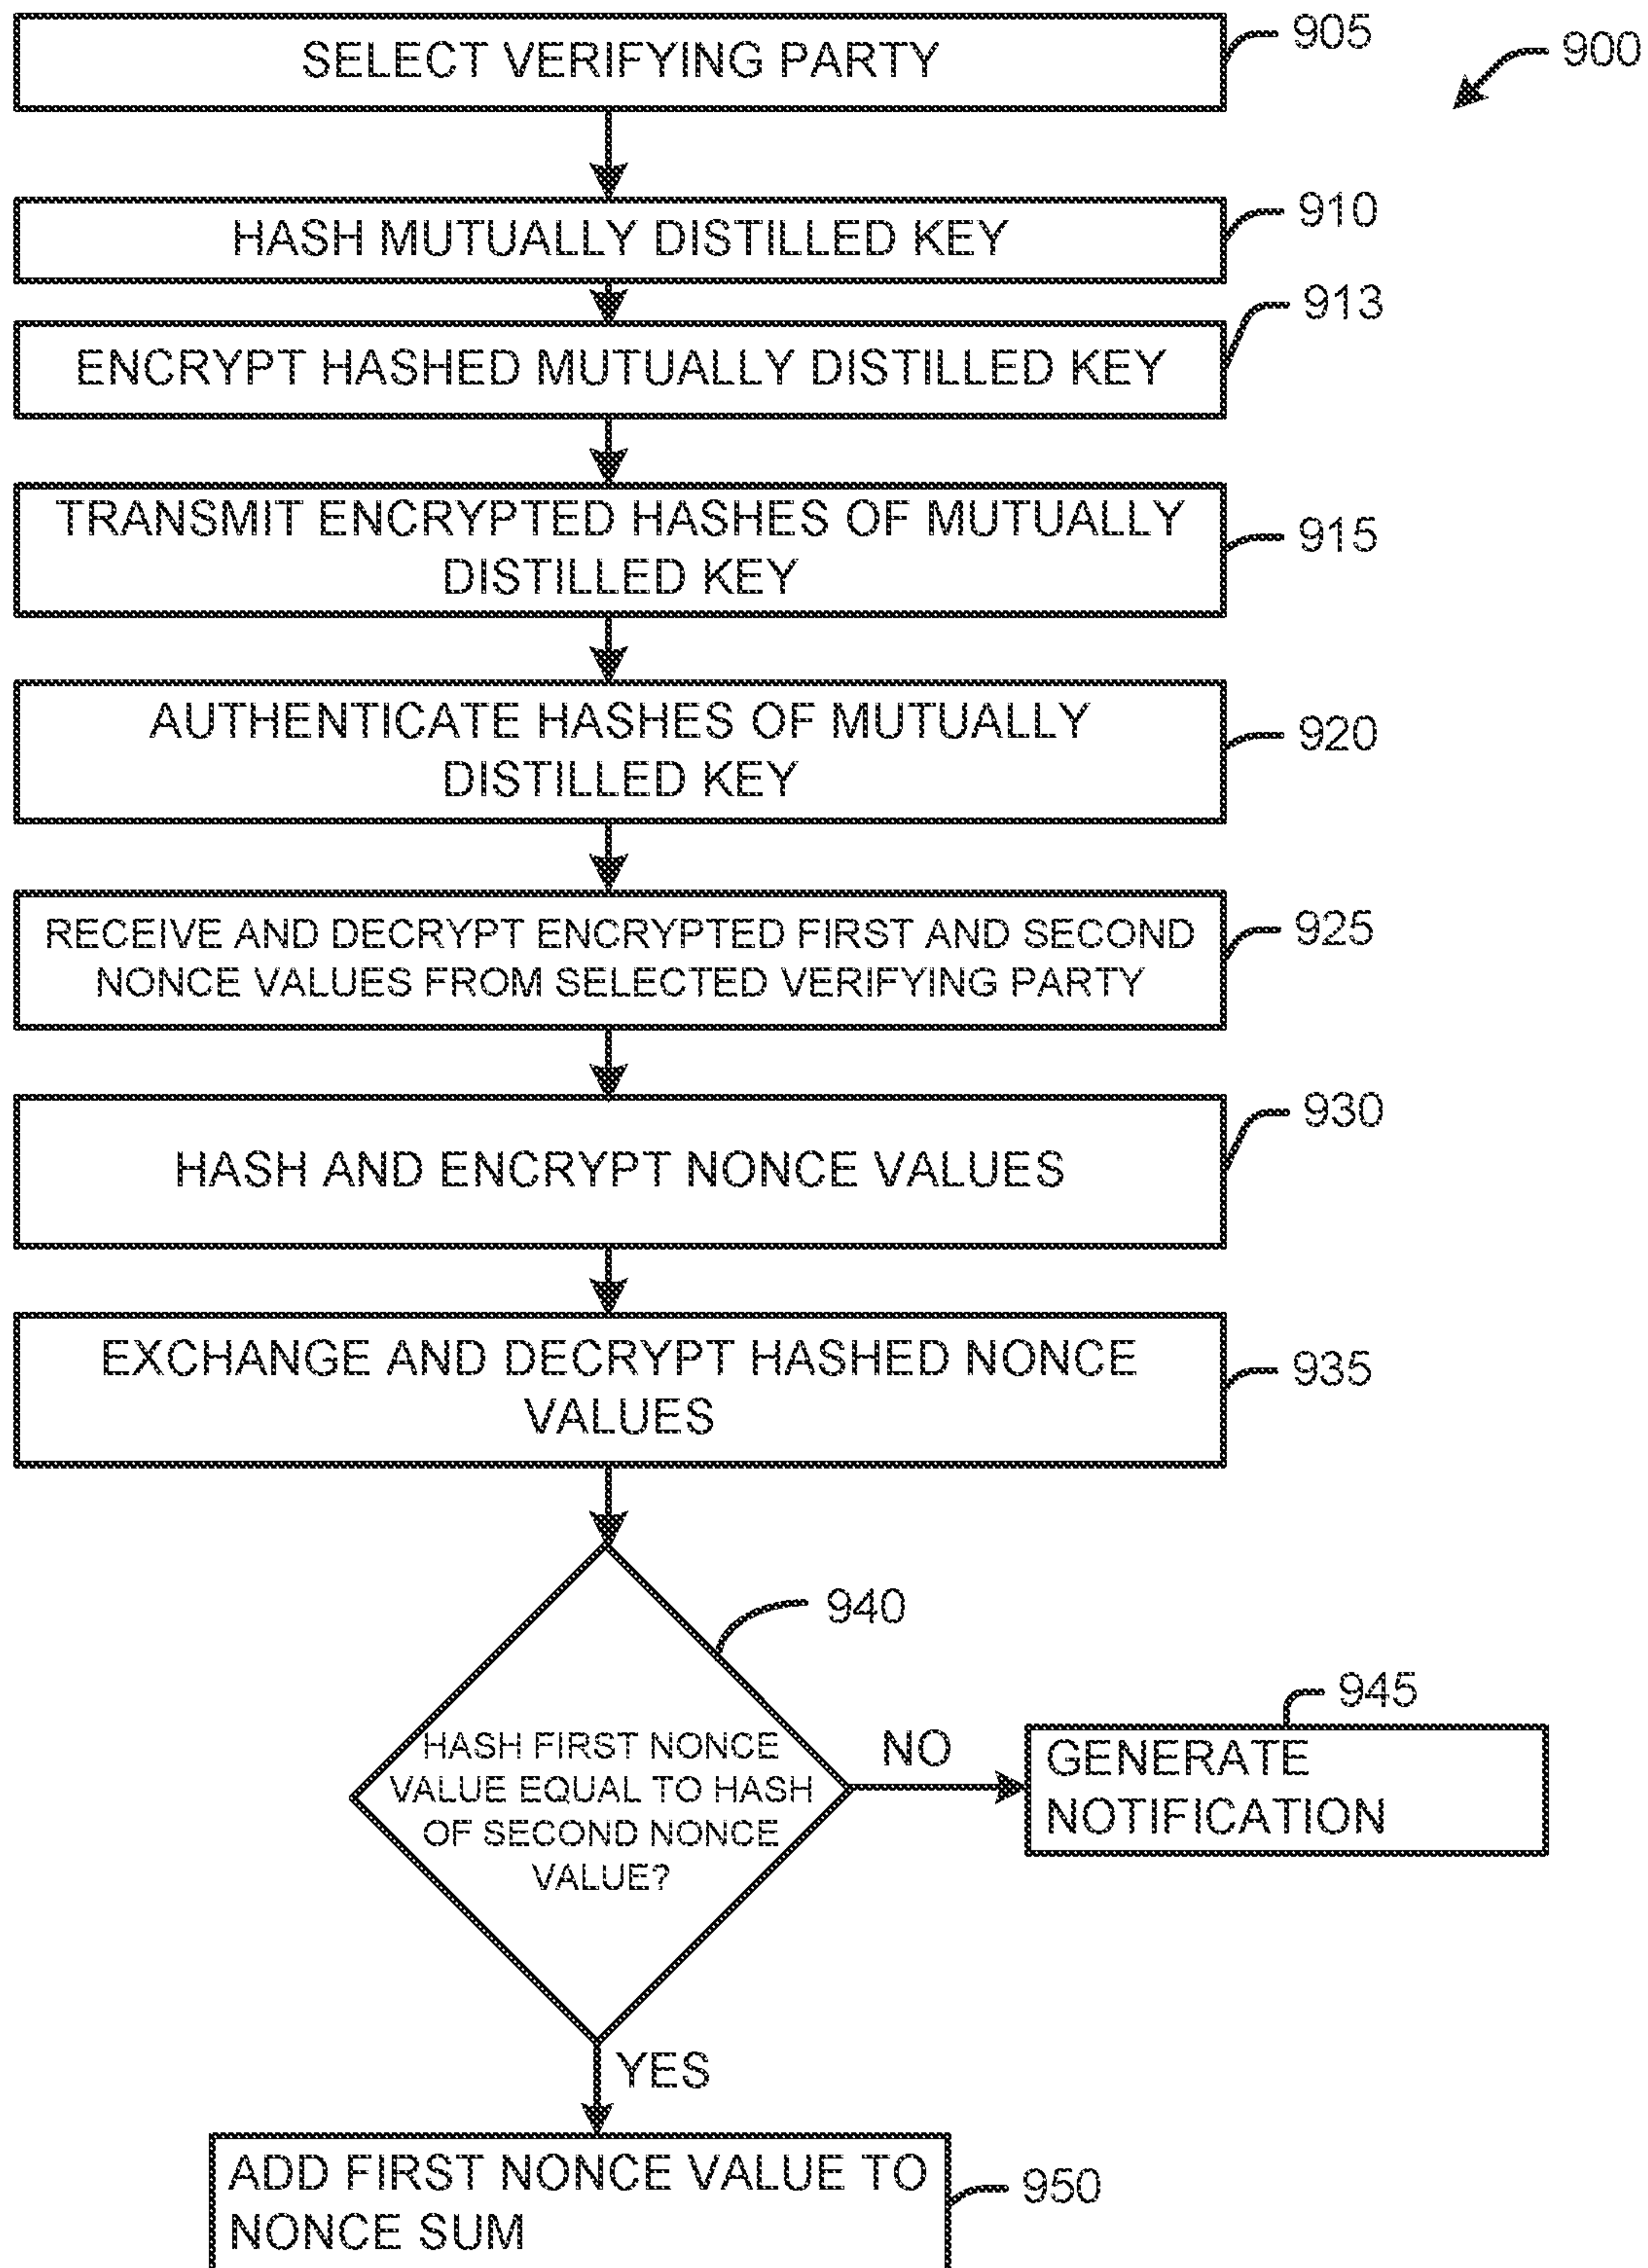 SELECT VERIFYING PARTY
905
900
HASH MUTUALLY DISTILLED KEY
910
913
ENCRYPT HASHED MUTUALLY DISTILLED KEY
TRANSMIT ENCRYPTED HASHES OF MUTUALLY
DISTILLED KEY
915
AUTHENTICATE HASHES OF MUTUALLY
DISTILLED KEY
920
RECEIVE AND DECRYPT ENCRYPTED FIRST AND SECOND
NONCE VALUES FROM SELECTED VERIFYING PARTY
925
930
HASH AND ENCRYPT NONCE VALUES
EXCHANGE AND DECRYPT HASHED NONCE
VALUES
935
940
HASH FIRST NONCE
VALUE EQUAL TO HASH
OF SECOND NONCE
VALUE?
NO
945
GENERATE
NOTIFICATION
YES
ADD FIRST NONCE VALUE TO
NONCE SUM
950